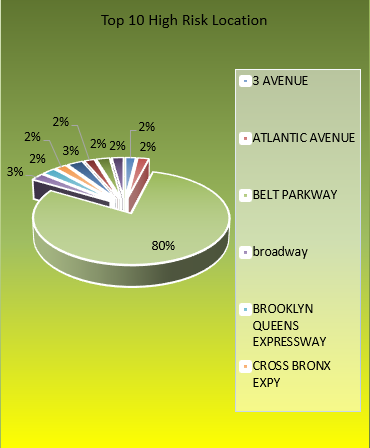 Top 10 High Risk Location
2%
2%
2%
2%
3%
2%
2%
2%
3%
80%
3 AVENUE
ATLANTIC AVENUE
BELT PARKWAY
broadway
BROOKLYN
QUEENS
EXPRESSWAY
CROSS BRONX
EXPY